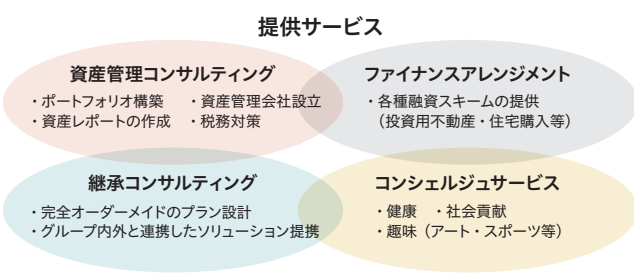 提供サービス
資産管理コンサルティング
・ポートフォリオ構築　・資産管理会社設立
・資産レポートの作成　・税務対策
ファイナンスアレンジメント
・各種融資スキームの提供
（投資用不動産・住宅購入等）
継承コンサルティング
・完全オーダーメイドのプラン設計
・グループ内外と連携したソリューション提携
コンシェルジュサービス
・健康　・社会貢献
・趣味（アート・スポーツ等）